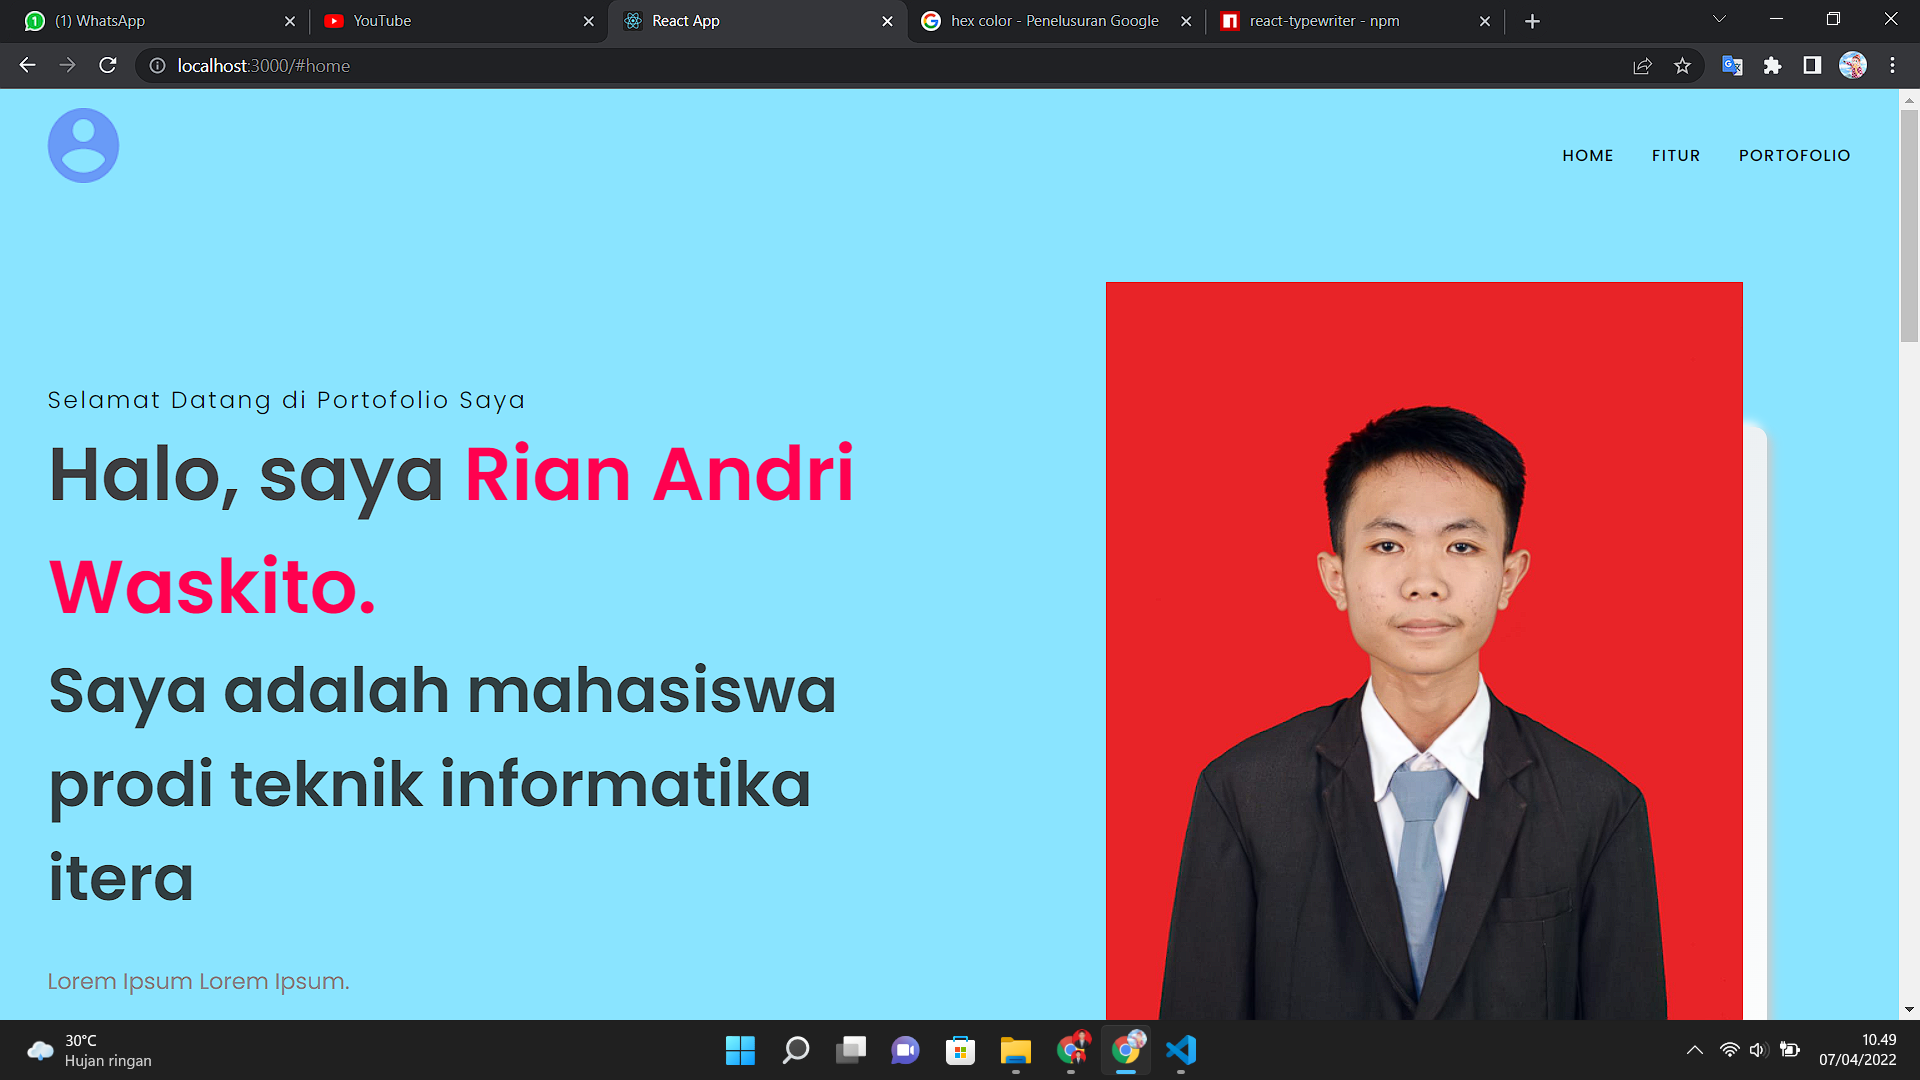 (1) WhatsApp
YouTube
React App
hex color - Penelusuran Google
react-typewriter - npm
localhost:3000/#home
HOME FITUR PORTOFOLIO
Selamat Datang di Portofolio Saya
Halo, saya Rian Andri
Waskito.
Saya adalah mahasiswa
prodi teknik informatika
itera
Lorem Ipsum Lorem Ipsum.
30°C
Hujan ringan
10.49
07/04/2022